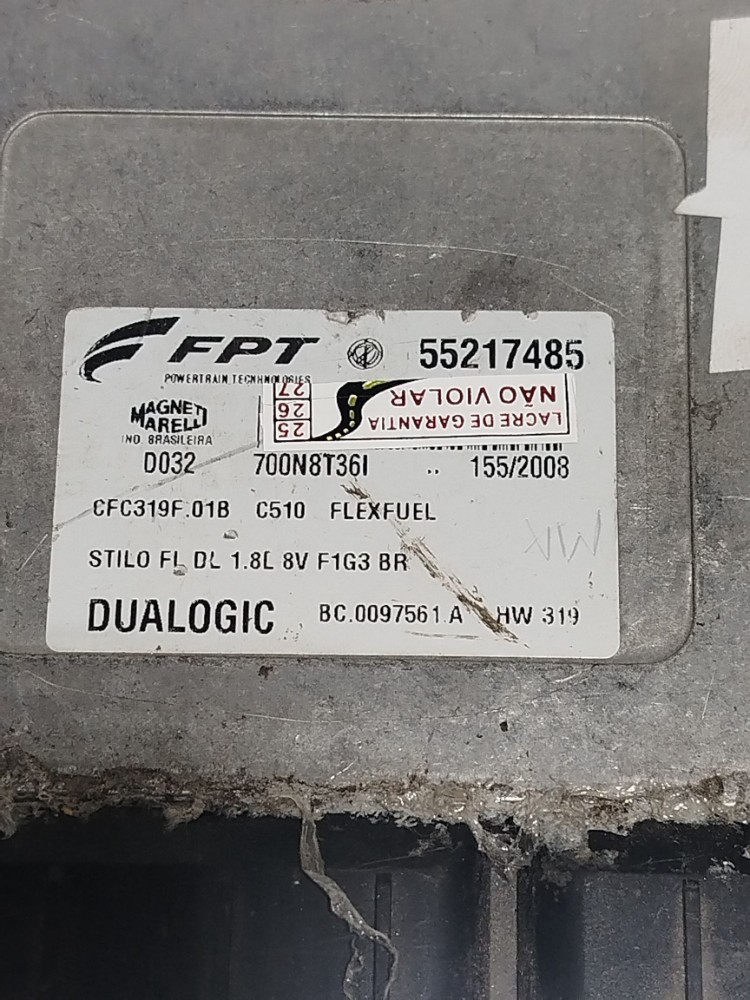 FPT 55217485
POWERTRAIN TECNHNOLOGIES
MAGNETI
MARELLI
IND. BRASILEIRA
LACRE DE GARANTIA
NÃO VIOLAR
25
26
27
D032 700N8T36I .. 155/2008
CFC319F.01B C510 FLEXFUEL
STILO FL DL 1.8L 8V F1G3 BR
DUALOGIC BC.0097561.A HW 319